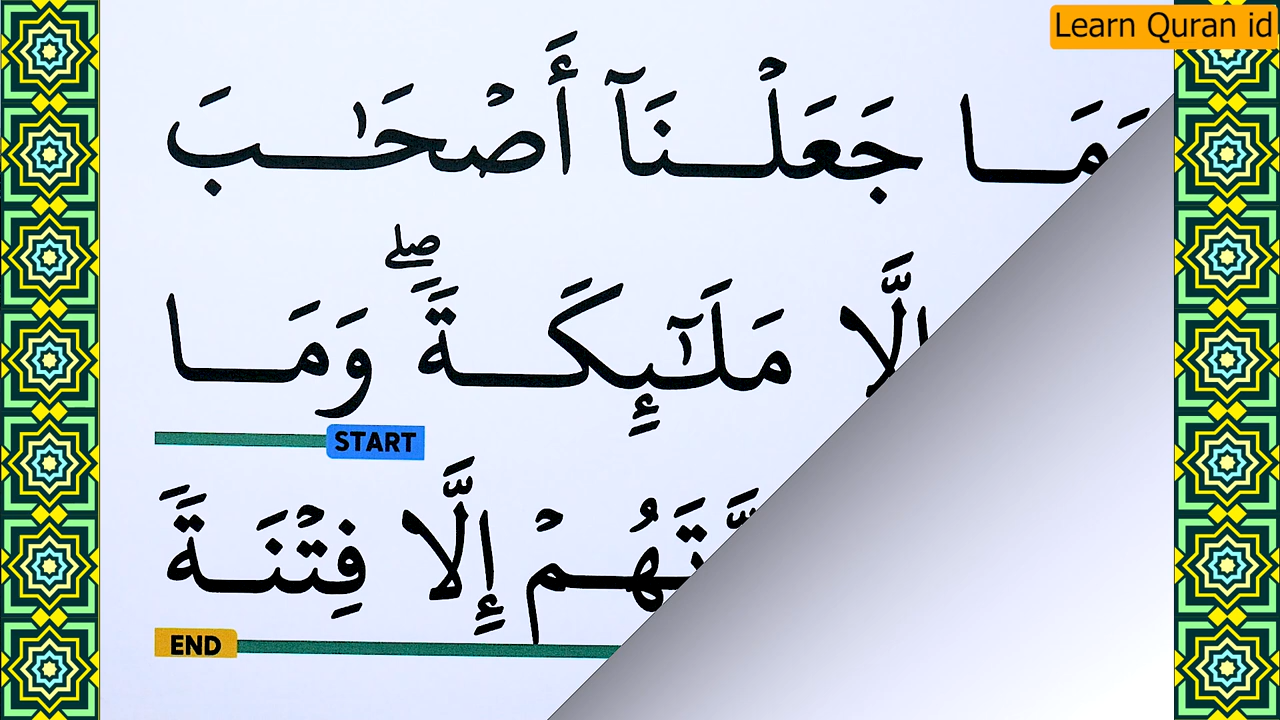 Learn Quran id
مَا جَعَلْنَآ أَصْحَٰبَ
إِلَّا مَلَٰٓئِكَةً ۖ وَمَا
START
إِلَّا فِتْنَةً
END